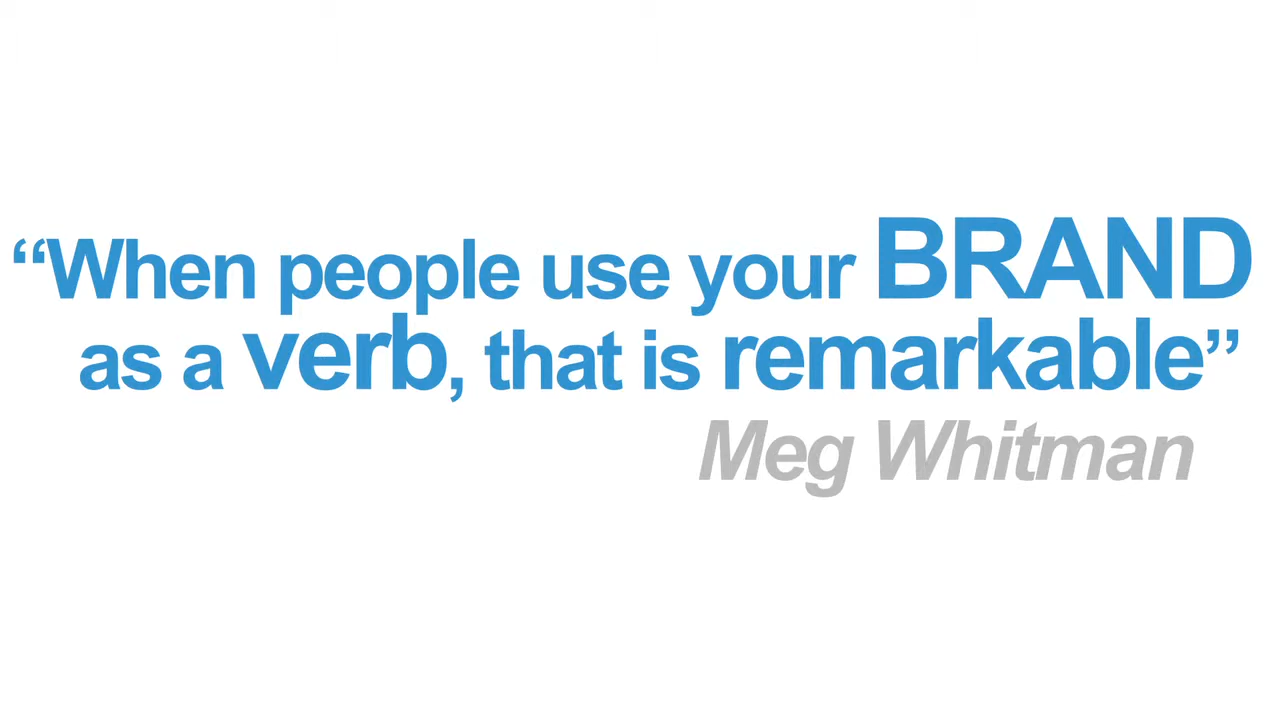 “When people use your BRAND
as a verb, that is remarkable”
Meg Whitman